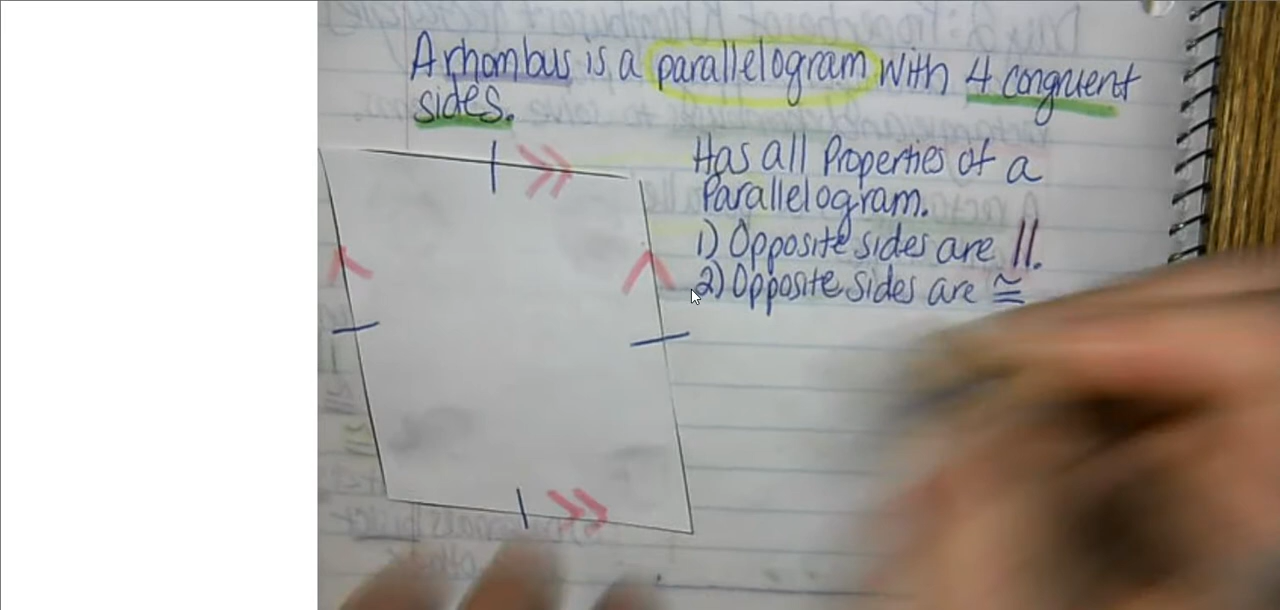 A rhombus is a parallelogram with 4 congruent
sides.
Has all Properties of a
Parallelogram.
1) Opposite sides are ||.
2) Opposite sides are ≅